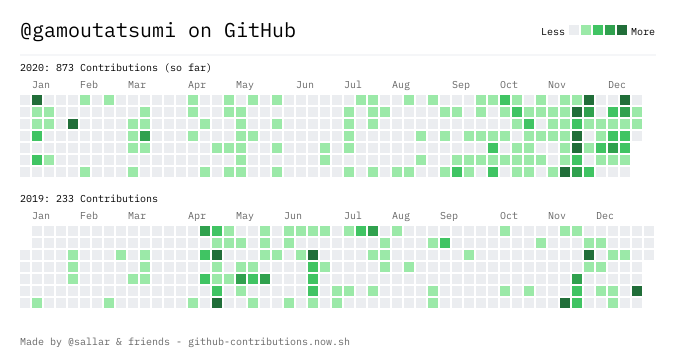 @gamoutatsumi on GitHub
Less More
2020: 873 Contributions (so far)
Jan Feb Mar Apr May Jun Jul Aug Sep Oct Nov Dec
2019: 233 Contributions
Jan Feb Mar Apr May Jun Jul Aug Sep Oct Nov Dec
Made by @sallar & friends - github-contributions.now.sh